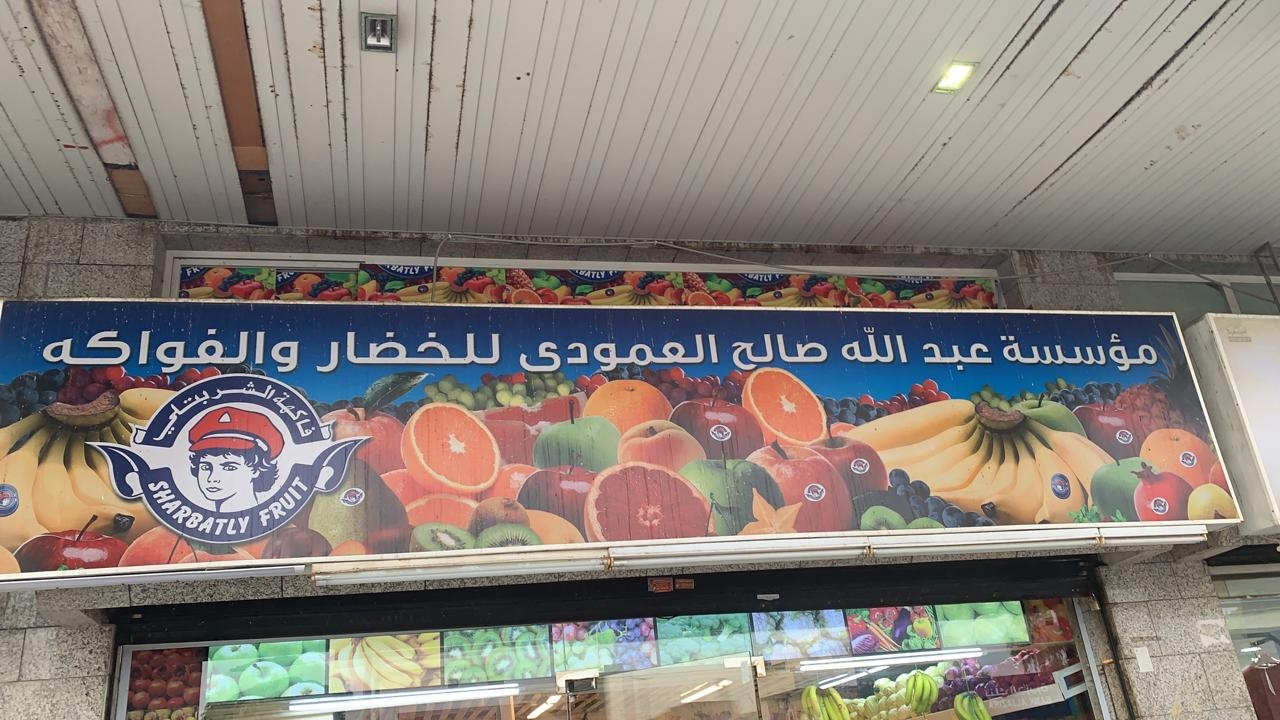 مؤسسة عبد الله صالح العمودى للخضار والفواكه
فاكهة الشربتلي
SHARBATLY FRUIT